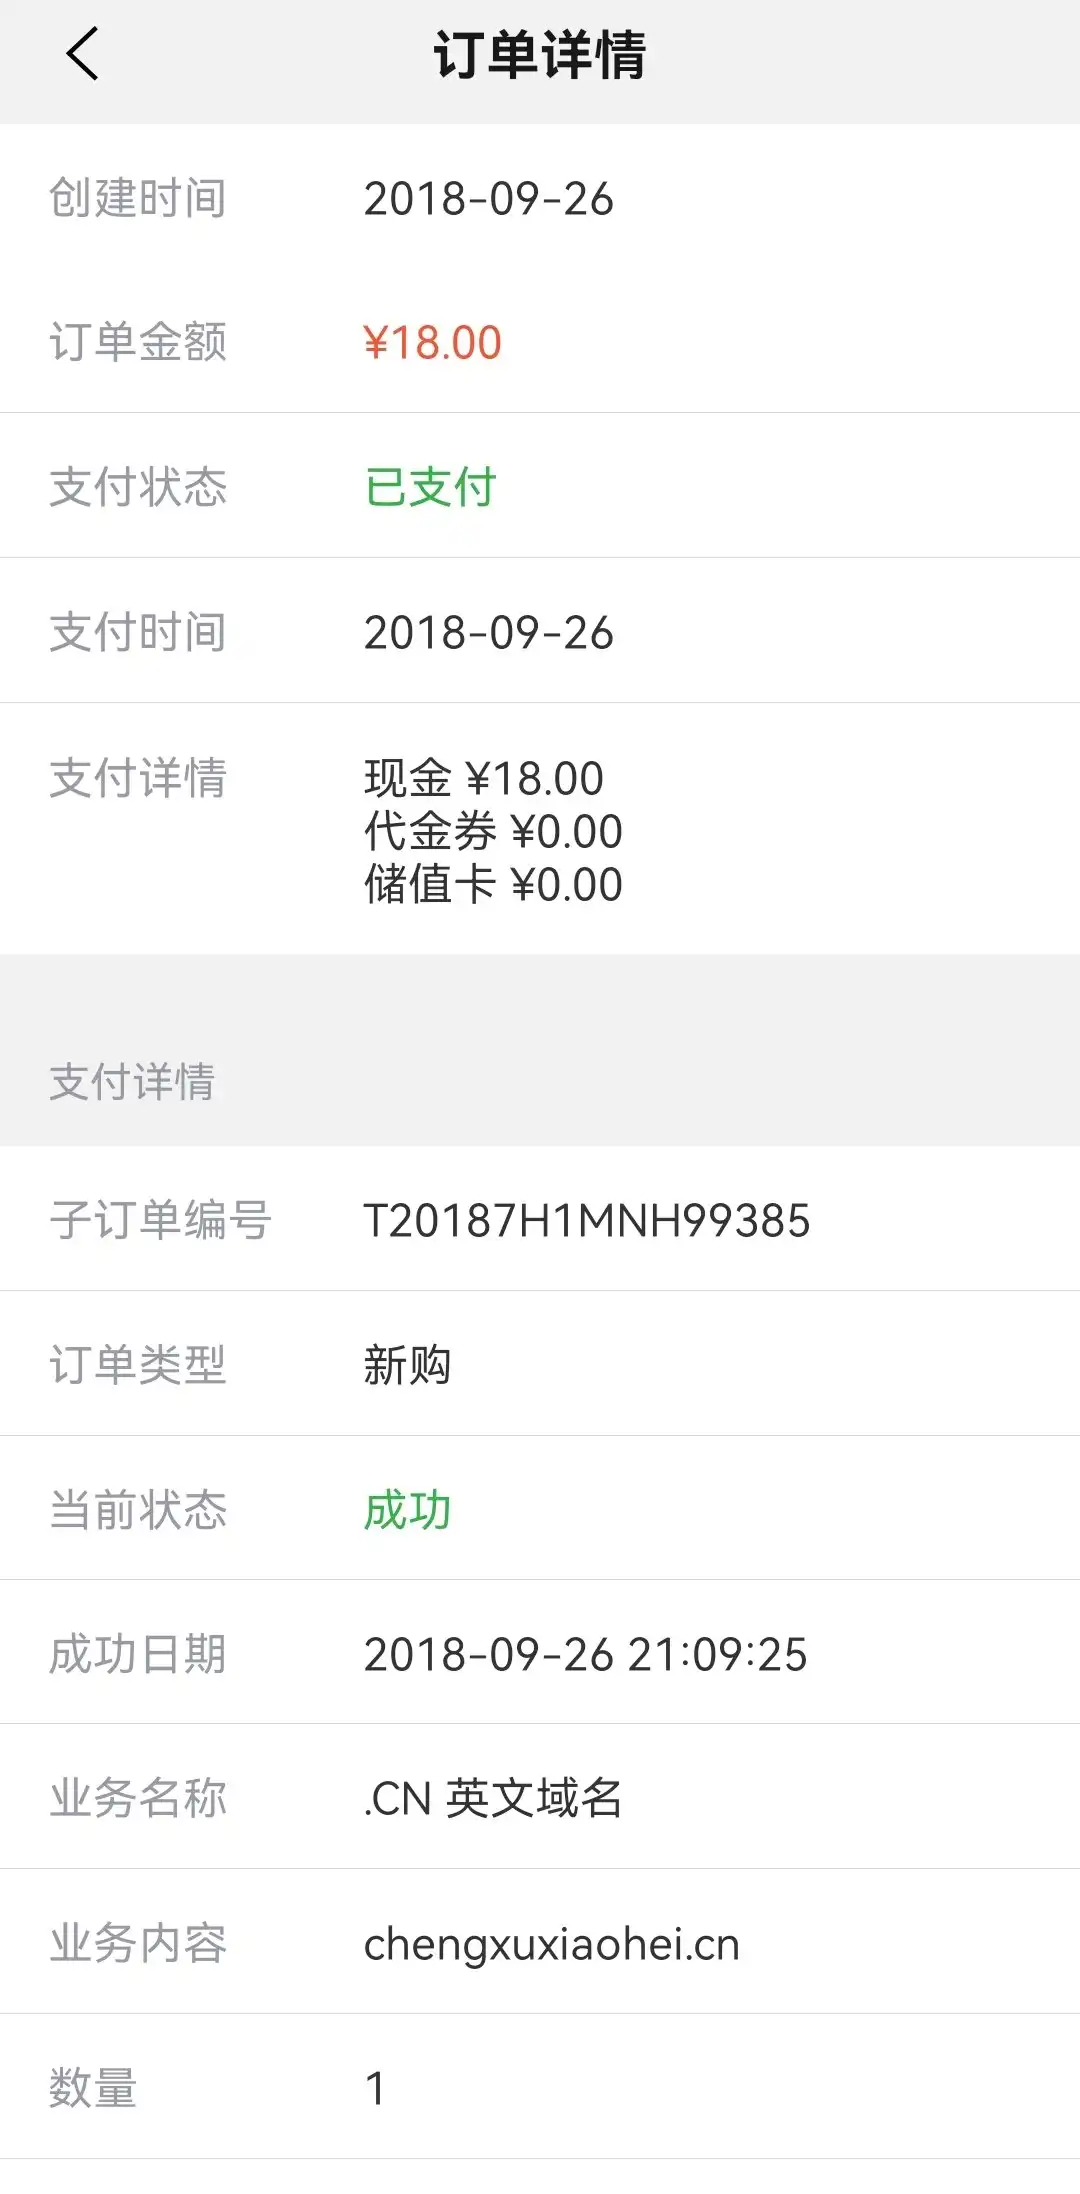 订单详情
创建时间 2018-09-26
订单金额 ¥18.00
支付状态 已支付
支付时间 2018-09-26
支付详情 现金 ¥18.00
代金券 ¥0.00
储值卡 ¥0.00
支付详情
子订单编号 T20187H1MNH99385
订单类型 新购
当前状态 成功
成功日期 2018-09-26 21:09:25
业务名称 .CN 英文域名
业务内容 chengxuxiaohei.cn
数量 1